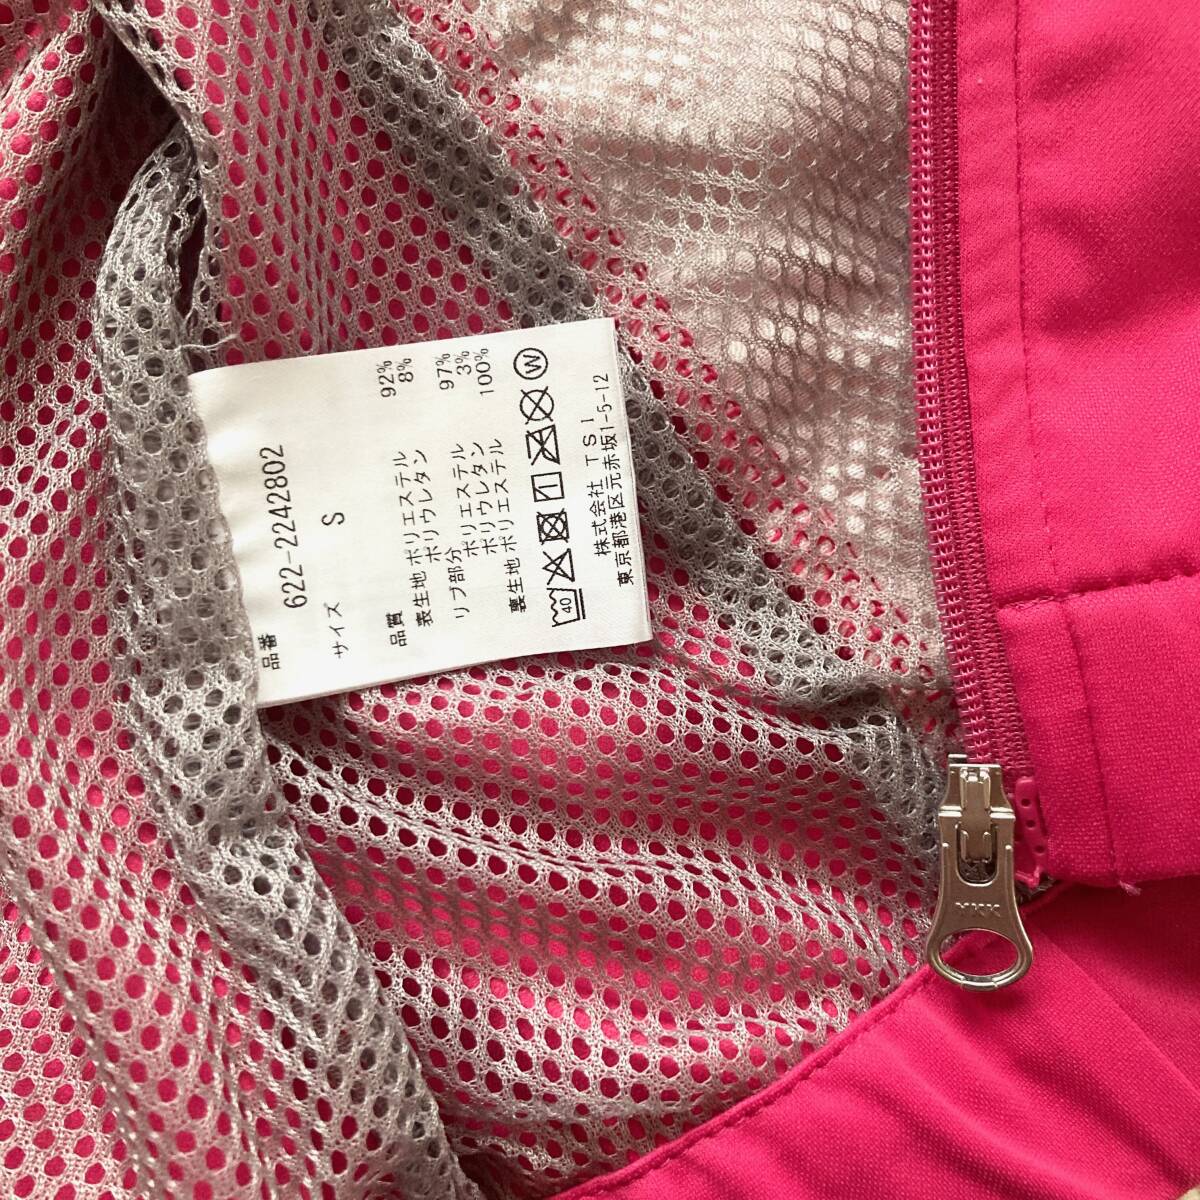 品番
622-2242802
サイズ S
品質
表生地 ポリエステル 92%
ポリウレタン 8%
リブ部分
ポリエステル 97%
ポリウレタン 3%
裏生地 ポリエステル 100%
40 1 W
株式会社 TSI
東京都港区元赤坂1-5-12
YKK